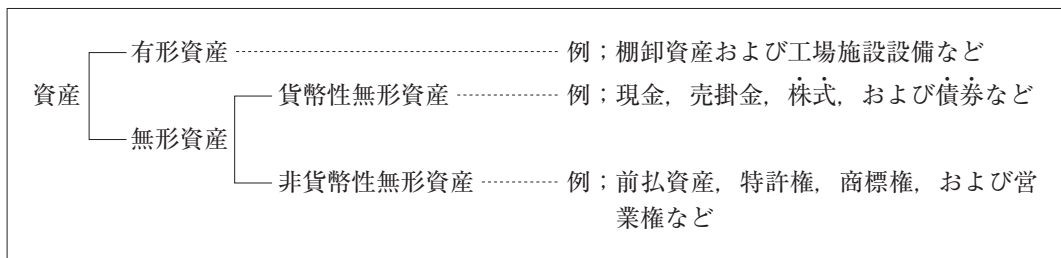 有形資産 例；棚卸資産および工場施設設備など
資産
貨幣性無形資産 例；現金，売掛金，株式，および債券など
無形資産
非貨幣性無形資産 例；前払資産，特許権，商標権，および営
業権など